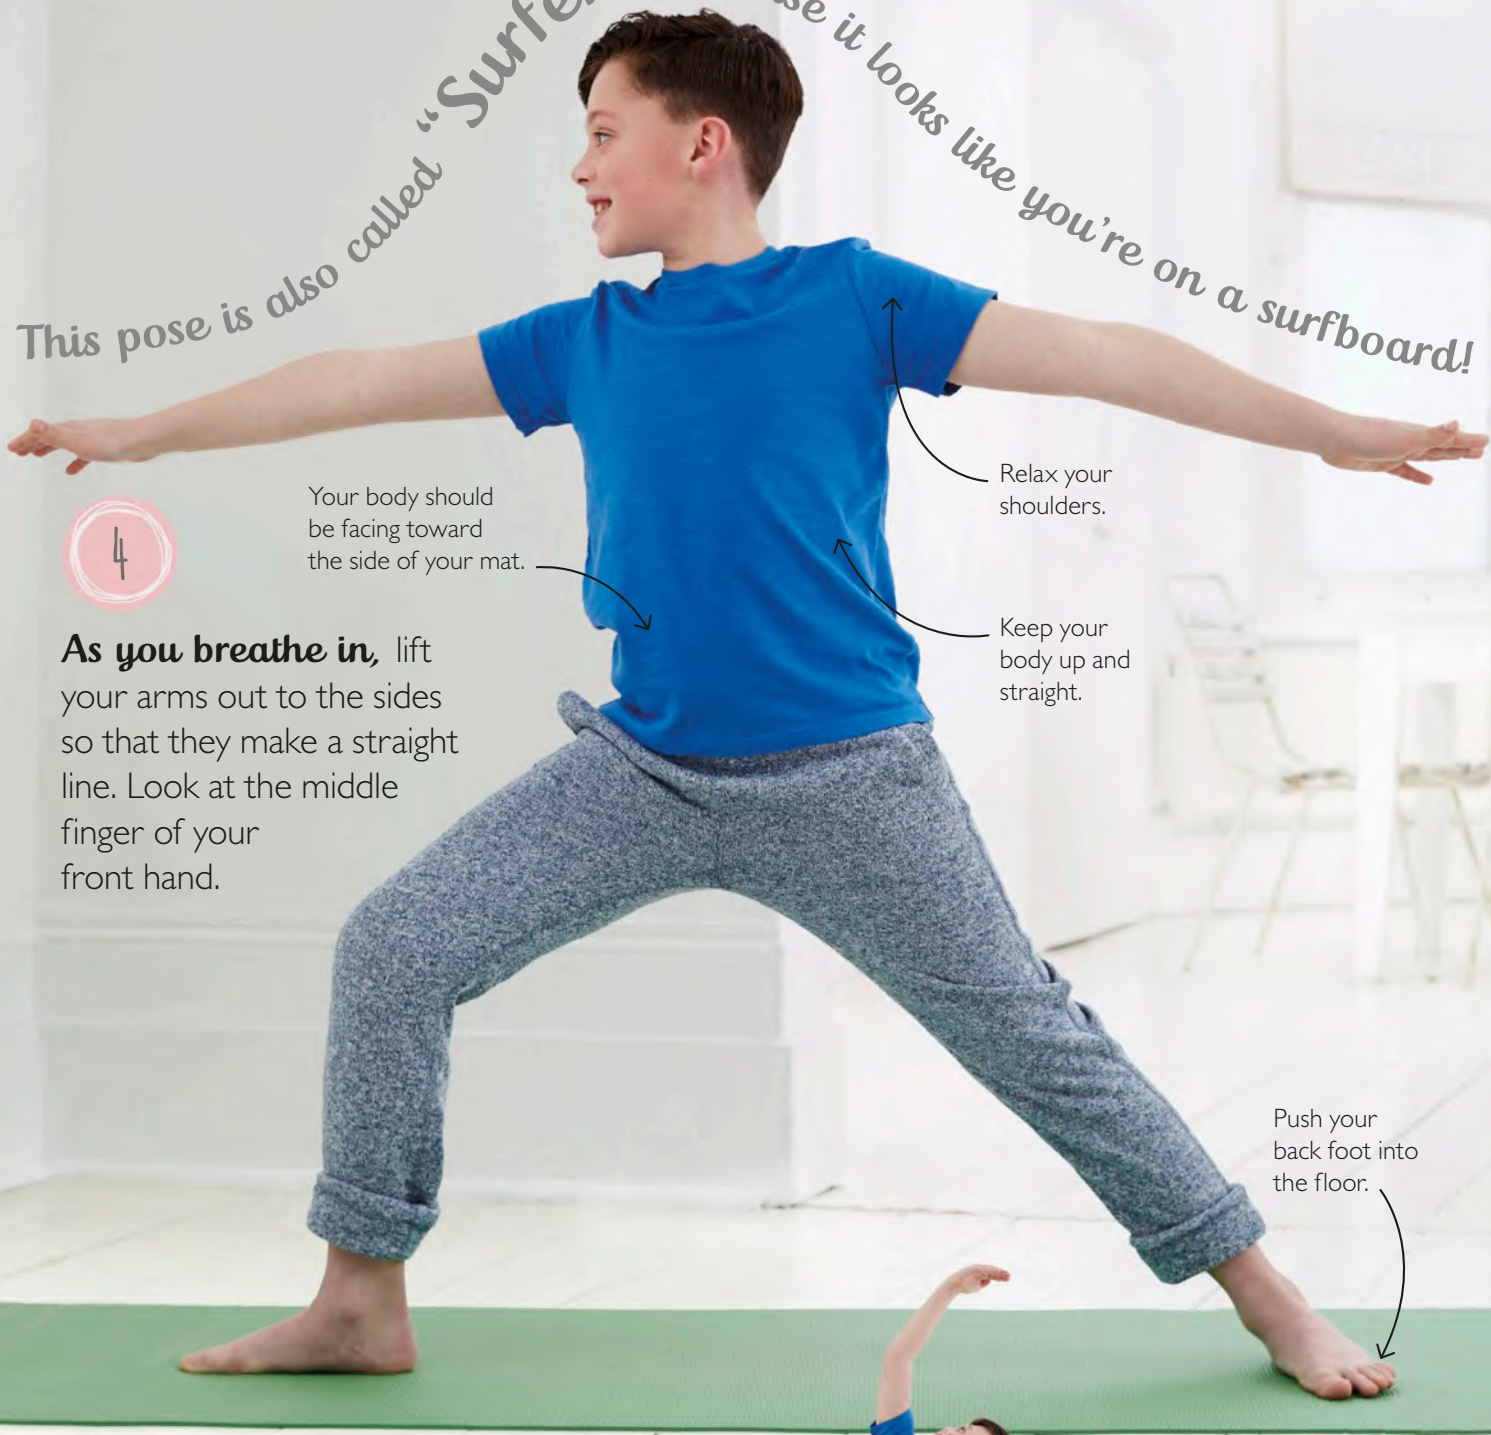 This pose is also called "Surfe se it looks like you're on a surfboard!
Your body should
be facing toward
the side of your mat.
Relax your
shoulders.
4
Keep your
body up and
straight.
As you breathe in, lift
your arms out to the sides
so that they make a straight
line. Look at the middle
finger of your
front hand.
Push your
back foot into
the floor.